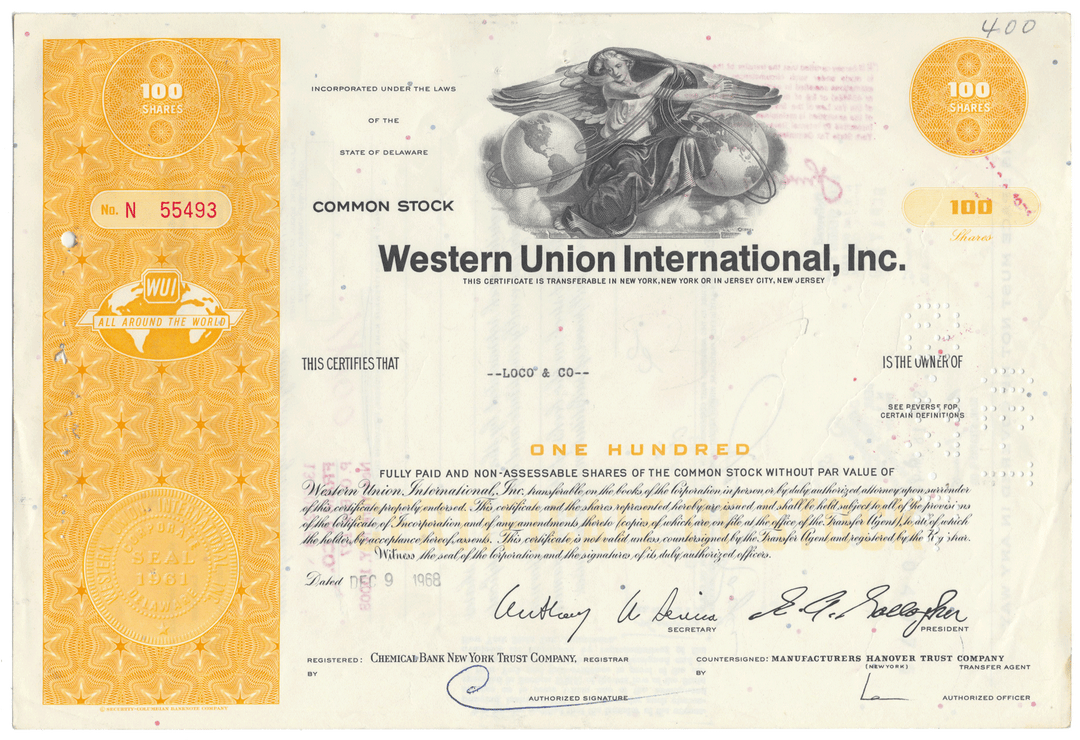 400
100
SHARES
100
SHARES
INCORPORATED UNDER THE LAWS
OF THE
STATE OF DELAWARE
COMMON STOCK
No. N 55493
100
Shares
Western Union International, Inc.
THIS CERTIFICATE IS TRANSFERABLE IN NEW YORK, NEW YORK OR IN JERSEY CITY, NEW JERSEY
WUI
ALL AROUND THE WORLD
THIS CERTIFIES THAT
--LOCO & CO--
IS THE OWNER OF
SEE REVERSE FOR
CERTAIN DEFINITIONS
ONE HUNDRED
FULLY PAID AND NON-ASSESSABLE SHARES OF THE COMMON STOCK WITHOUT PAR VALUE OF
Western Union International, Inc., transferable on the books of the Corporation in person or by duly authorized attorney upon surrender
of this certificate properly endorsed. This certificate and the shares represented hereby are issued and shall be held subject to all of the provisions
of the Certificate of Incorporation and of any amendments thereto (copies of which are on file at the office of the Transfer Agent), to all of which
the holder, by acceptance hereof, assents. This certificate is not valid unless countersigned by the Transfer Agent and registered by the Registrar.
Witness the seal of the Corporation and the signatures of its duly authorized officers.
SEAL
1961
DELAWARE
Dated DEC 9 1968
SECRETARY
E. A. Gallagher
PRESIDENT
REGISTERED: CHEMICAL BANK NEW YORK TRUST COMPANY, REGISTRAR
BY
AUTHORIZED SIGNATURE
COUNTERSIGNED: MANUFACTURERS HANOVER TRUST COMPANY
(NEW YORK)
TRANSFER AGENT
BY
AUTHORIZED OFFICER
© SECURITY-COLUMBIAN BANKNOTE COMPANY